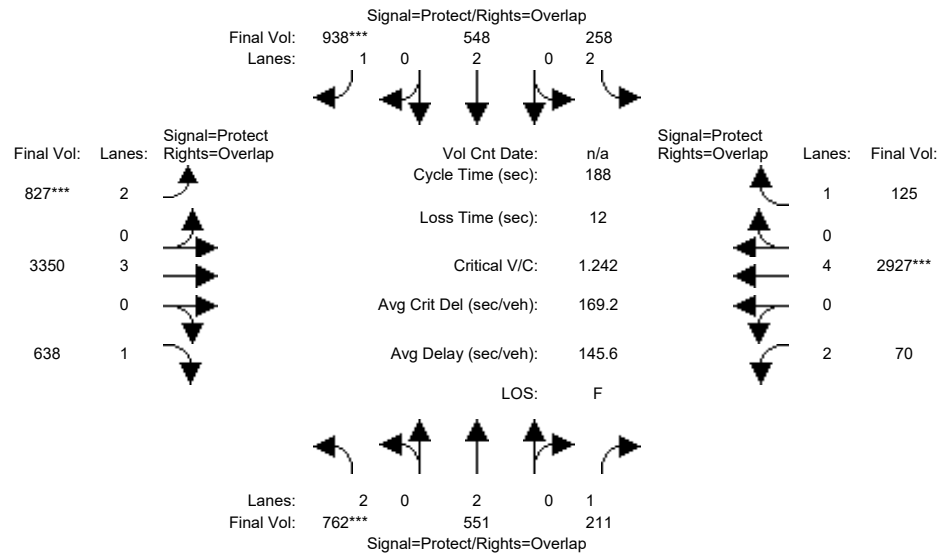 Signal=Protect/Rights=Overlap
Final Vol: 938*** 548 258
Lanes: 1 0 2 0 2
Signal=Protect Signal=Protect
Final Vol: Lanes: Rights=Overlap Vol Cnt Date: n/a Rights=Overlap Lanes: Final Vol:
Cycle Time (sec): 188
827*** 2 1 125
Loss Time (sec): 12
0 0
3350 3 Critical V/C: 1.242 4 2927***
0 Avg Crit Del (sec/veh): 169.2 0
638 1 Avg Delay (sec/veh): 145.6 2 70
LOS: F
Lanes: 2 0 2 0 1
Final Vol: 762*** 551 211
Signal=Protect/Rights=Overlap